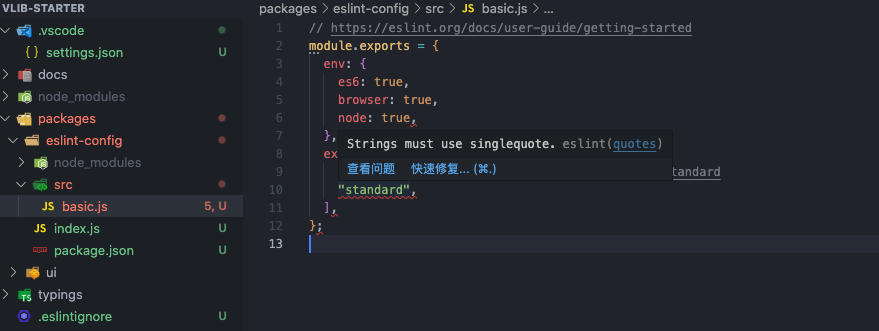 VLIB-STARTER
.vscode
{ } settings.json U
docs
node_modules
packages
eslint-config
node_modules
src
JS basic.js 5, U
JS index.js U
package.json U
ui
TS typings
.eslintignore U
packages > eslint-config > src > JS basic.js > ...
1 // https://eslint.org/docs/user-guide/getting-started
2 module.exports = {
3 env: {
4 es6: true,
5 browser: true,
6 node: true,
7 },
Strings must use singlequote. eslint(quotes)
8 ex
查看问题 快速修复... (⌘.)
9 tandard
10 "standard",
11 ],
12 };
13